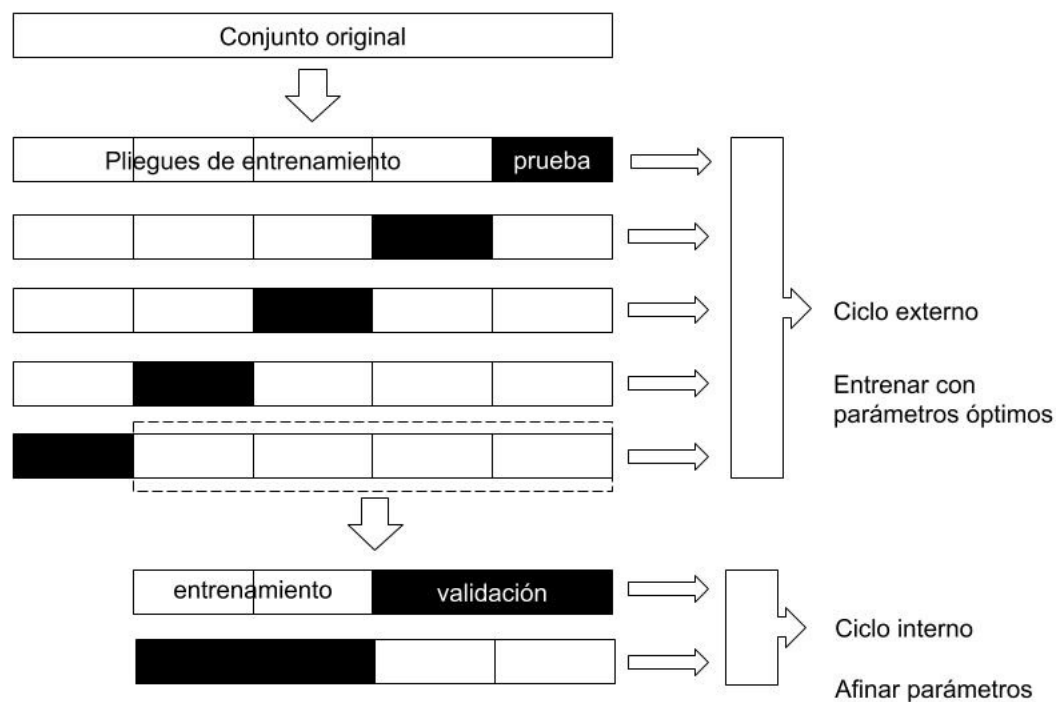 Conjunto original
Pliegues de entrenamiento
prueba
Ciclo externo
Entrenar con
parámetros óptimos
entrenamiento
validación
Ciclo interno
Afinar parámetros